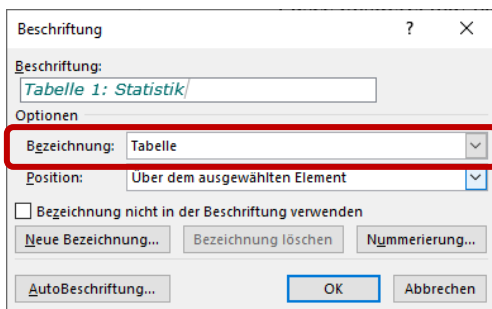 Beschriftung ?
Beschriftung:
Tabelle 1: Statistik
Optionen
Bezeichnung: Tabelle
Position: Über dem ausgewählten Element
Bezeichnung nicht in der Beschriftung verwenden
Neue Bezeichnung... Bezeichnung löschen Nummerierung...
AutoBeschriftung... OK Abbrechen